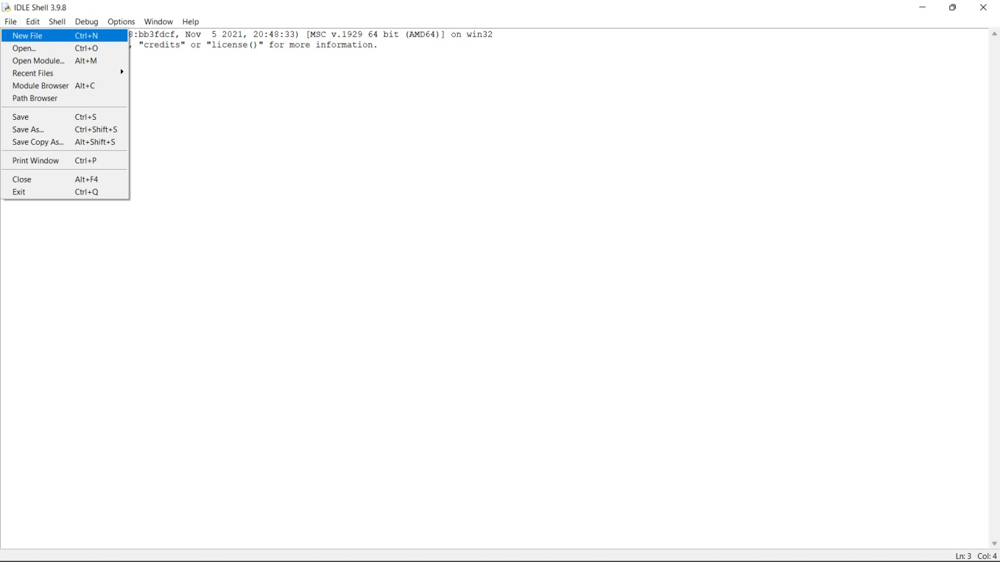 IDLE Shell 3.9.8
File Edit Shell Debug Options Window Help
New File Ctrl+N
Open... Ctrl+O
Open Module... Alt+M
Recent Files
Module Browser Alt+C
Path Browser
Save Ctrl+S
Save As... Ctrl+Shift+S
Save Copy As... Alt+Shift+S
Print Window Ctrl+P
Close Alt+F4
Exit Ctrl+Q
:bb3fdcf, Nov 5 2021, 20:48:33) [MSC v.1929 64 bit (AMD64)] on win32
, "credits" or "license()" for more information.
Ln: 3 Col: 4